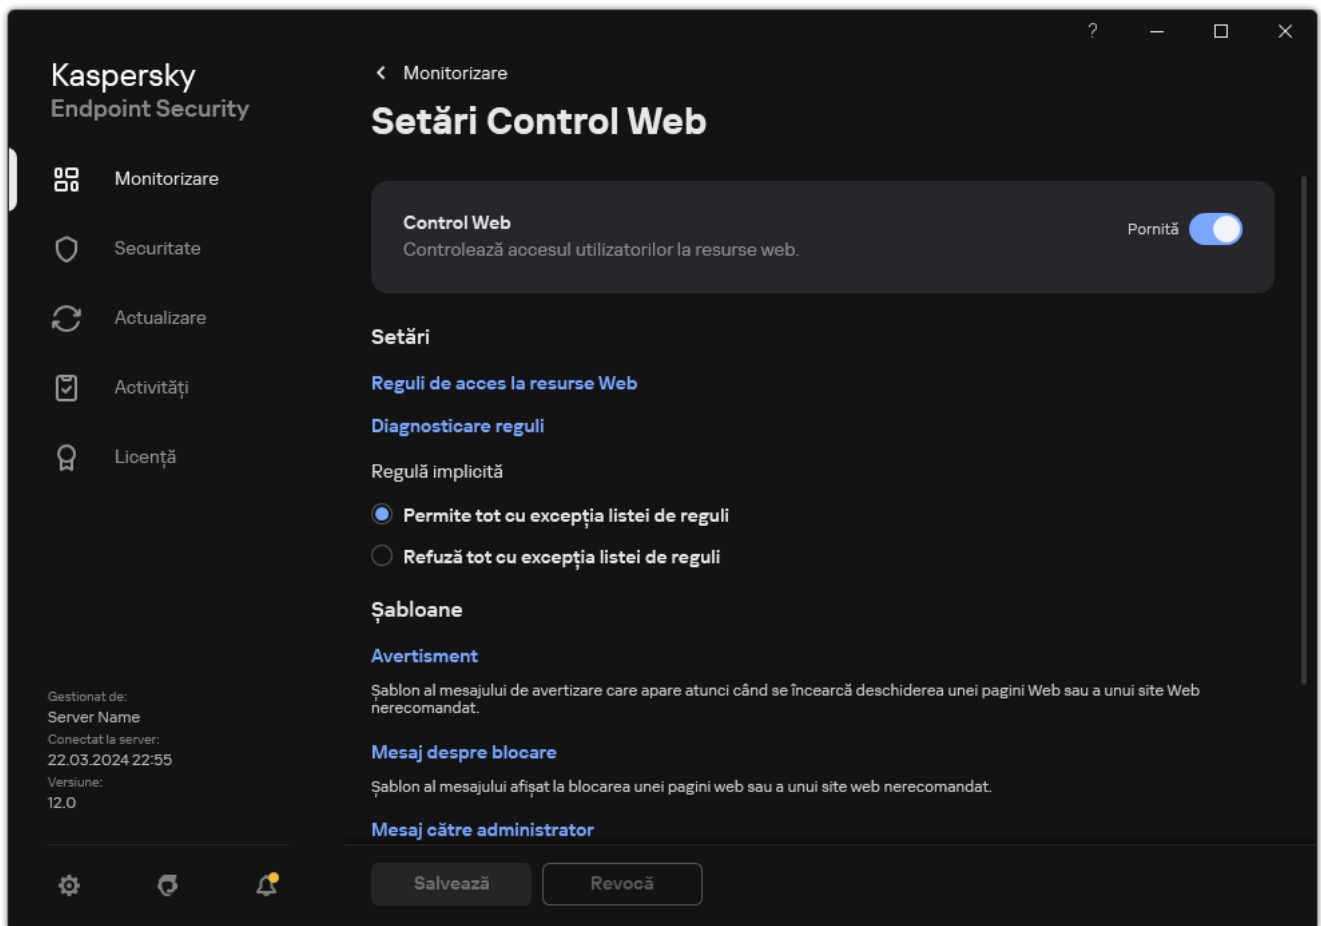 ?
Kaspersky
Endpoint Security
Monitorizare
Securitate
Actualizare
Activități
Licență
Gestionat de:
Server Name
Conectat la server:
22.03.2024 22:55
Versiune:
12.0
Monitorizare
Setări Control Web
Control Web
Controlează accesul utilizatorilor la resurse web.
Pornită
Setări
Reguli de acces la resurse Web
Diagnosticare reguli
Regulă implicită
Permite tot cu excepția listei de reguli
Refuză tot cu excepția listei de reguli
Șabloane
Avertisment
Șablon al mesajului de avertizare care apare atunci când se încearcă deschiderea unei pagini Web sau a unui site Web
nerecomandat.
Mesaj despre blocare
Șablon al mesajului afișat la blocarea unei pagini web sau a unui site web nerecomandat.
Mesaj către administrator
Salvează
Revocă